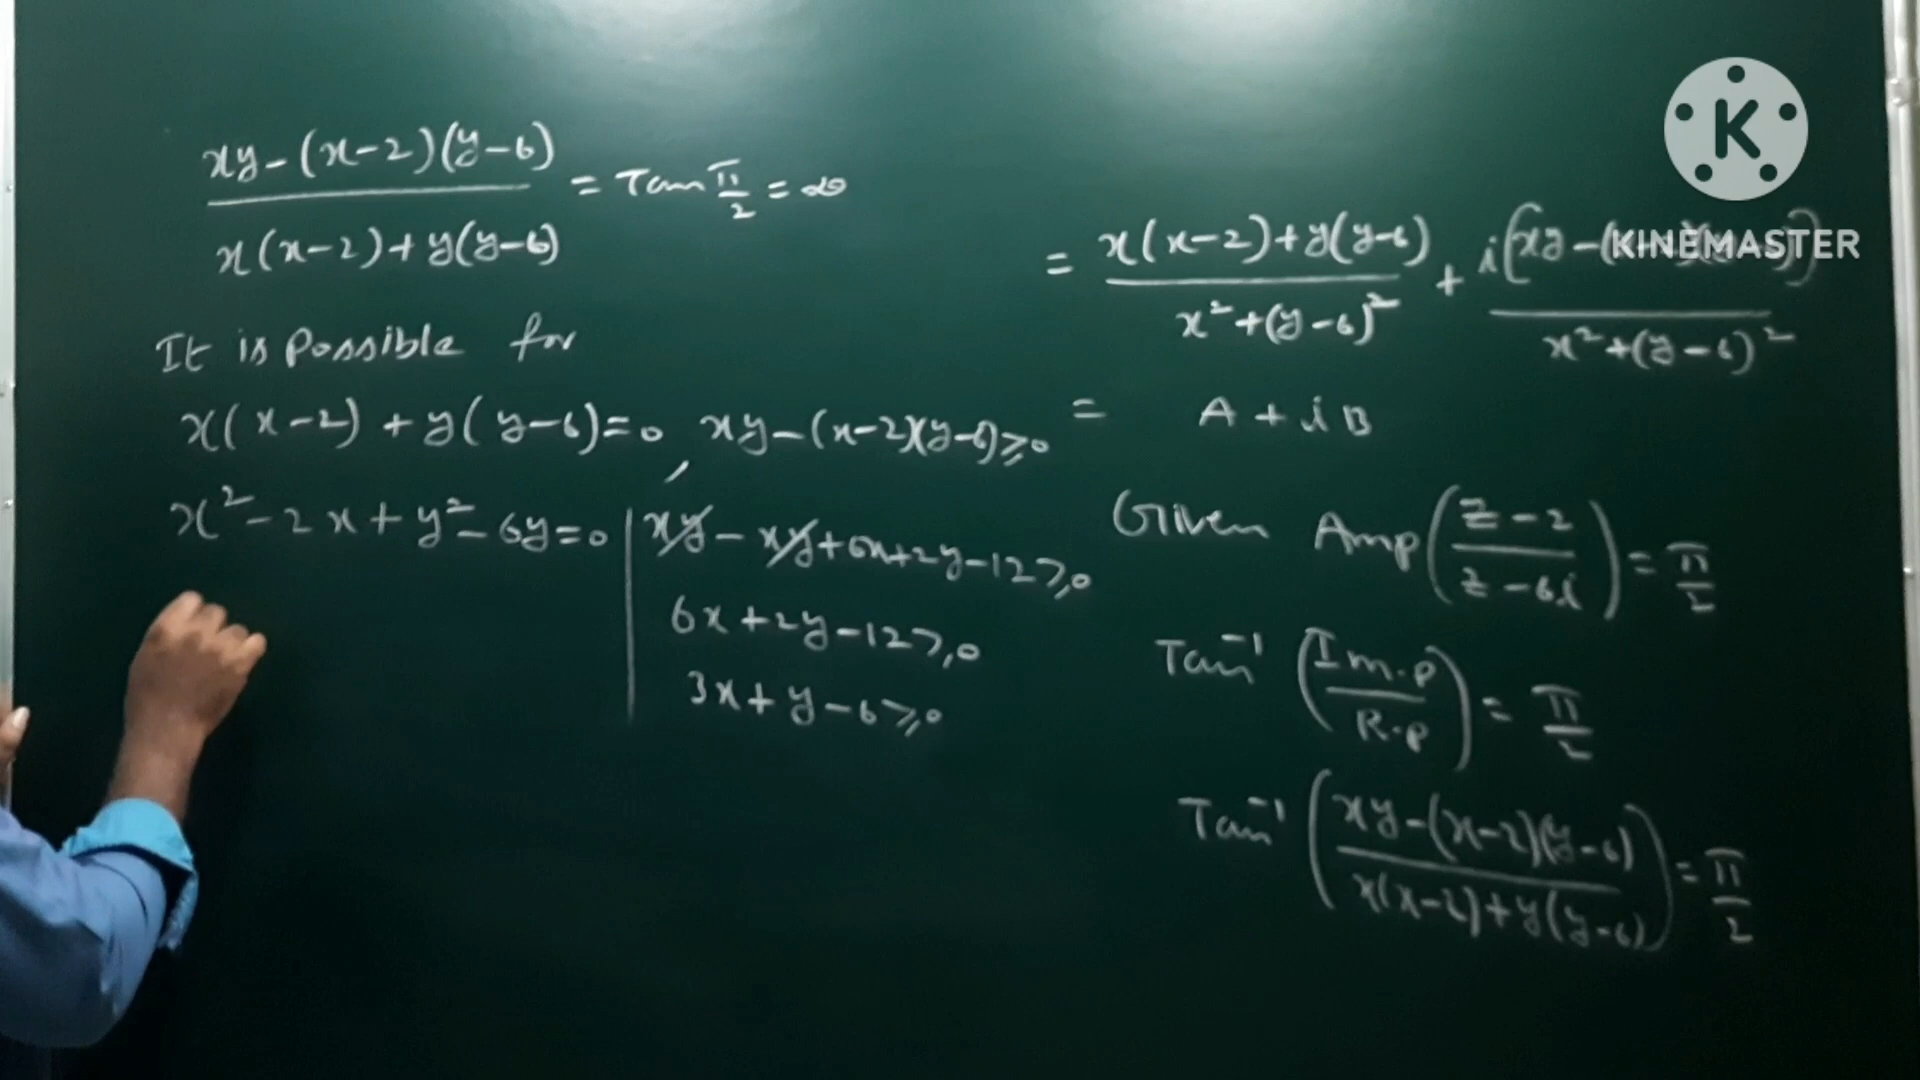 xy-(x-2)(y-6)
x(x-2)+y(y-6)
= Tan π/2 = ∞
It is possible for
x(x-2)+y(y-6)=0, xy-(x-2)(y-6)≥0
x²-2x+y²-6y=0 | xy-xy+6x+2y-12≥0
6x+2y-12≥0
3x+y-6≥0
K
KINEMASTER
= x(x-2)+y(y-6) / x²+(y-6)² + i(xy-( / x²+(y-6)²
= A+iB
Given Amp(z-2 / z-6i) = π/2
Tan⁻¹(Im.p / R.p) = π/2
Tan⁻¹(xy-(x-2)(y-6) / x(x-2)+y(y-6)) = π/2